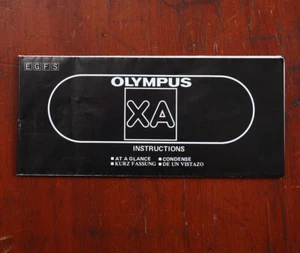 E G F S
OLYMPUS
XA
INSTRUCTIONS
■ AT A GLANCE ■ CONDENSE
■ KURZ FASSUNG ■ DE UN VISTAZO